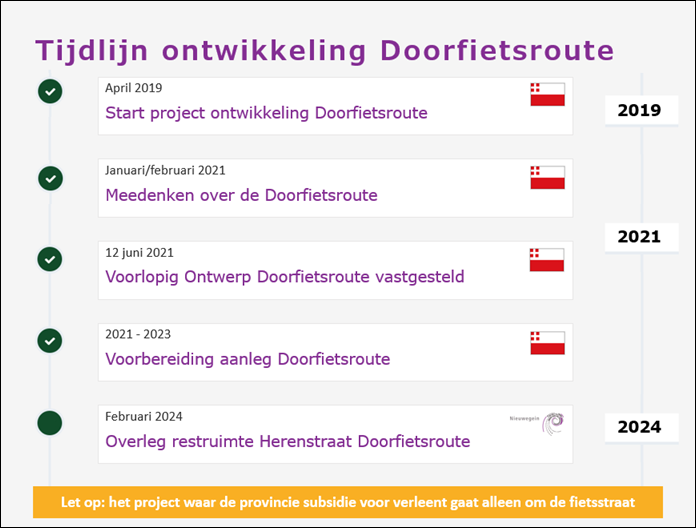 Tijdlijn ontwikkeling Doorfietsroute
April 2019
Start project ontwikkeling Doorfietsroute
2019
Januari/februari 2021
Meedenken over de Doorfietsroute
2021
12 juni 2021
Voorlopig Ontwerp Doorfietsroute vastgesteld
2021 - 2023
Voorbereiding aanleg Doorfietsroute
Februari 2024
Nieuwegein
Overleg restruimte Herenstraat Doorfietsroute
2024
Let op: het project waar de provincie subsidie voor verleent gaat alleen om de fietsstraat